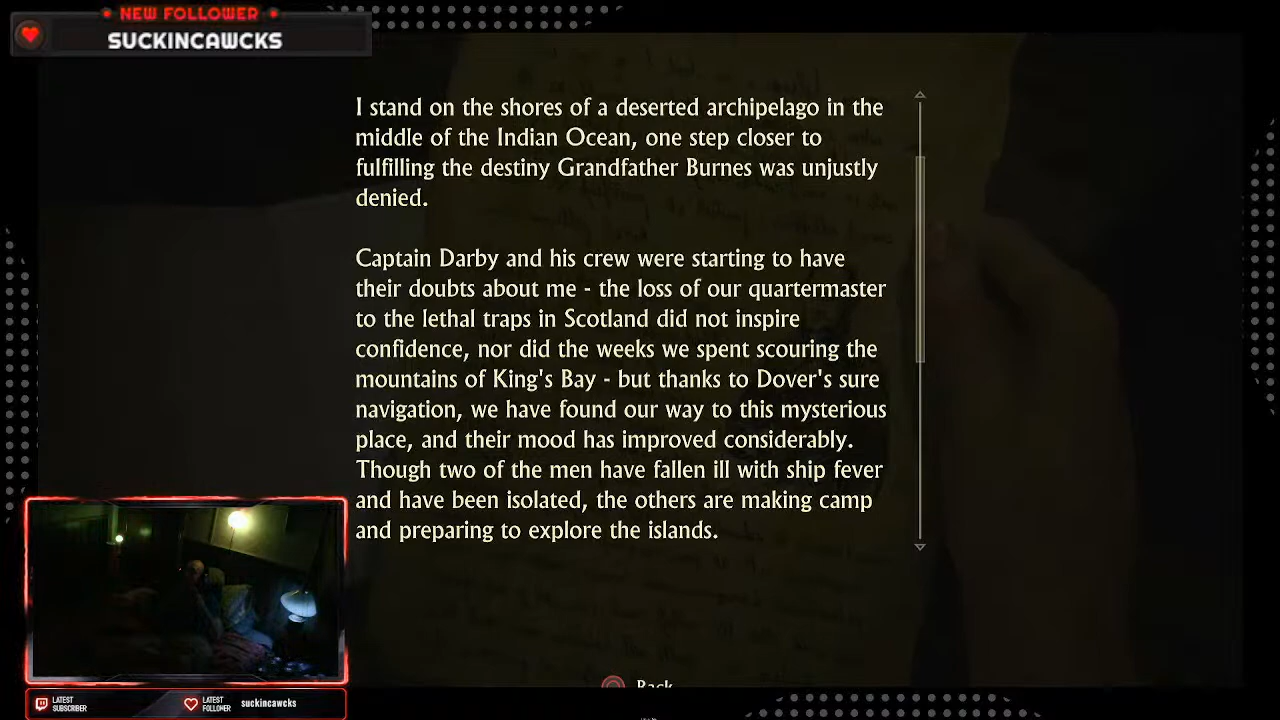 NEW FOLLOWER
SUCKINCAWCKS
I stand on the shores of a deserted archipelago in the
middle of the Indian Ocean, one step closer to
fulfilling the destiny Grandfather Burnes was unjustly
denied.
Captain Darby and his crew were starting to have
their doubts about me - the loss of our quartermaster
to the lethal traps in Scotland did not inspire
confidence, nor did the weeks we spent scouring the
mountains of King's Bay - but thanks to Dover's sure
navigation, we have found our way to this mysterious
place, and their mood has improved considerably.
Though two of the men have fallen ill with ship fever
and have been isolated, the others are making camp
and preparing to explore the islands.
Back
LATEST
SUBSCRIBER
LATEST
FOLLOWER
suckincawcks